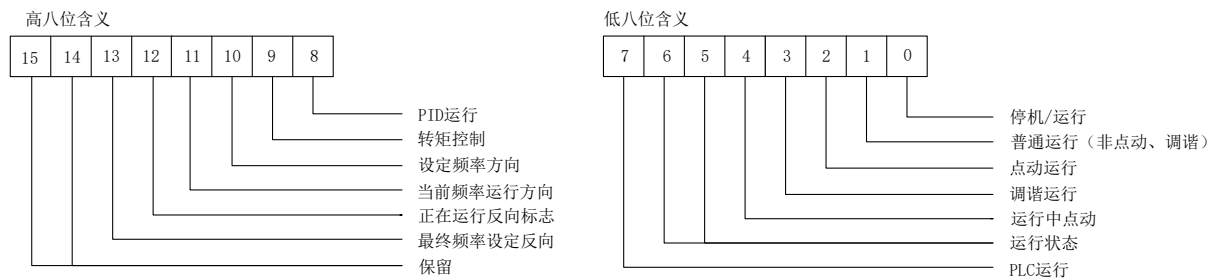 高八位含义
15 14 13 12 11 10 9 8
PID运行
转矩控制
设定频率方向
当前频率运行方向
正在运行反向标志
最终频率设定反向
保留
低八位含义
7 6 5 4 3 2 1 0
停机/运行
普通运行（非点动、调谐）
点动运行
调谐运行
运行中点动
运行状态
PLC运行